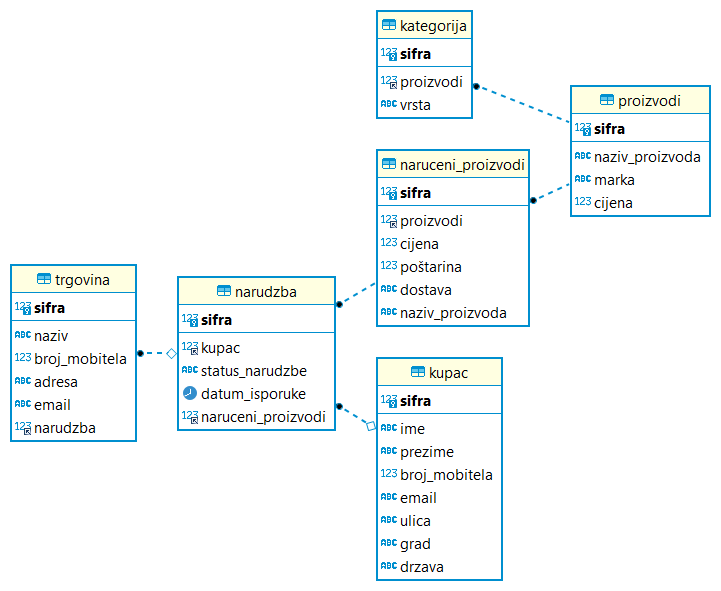 kategorija
123 sifra
123 proizvodi
ABC vrsta
proizvodi
123 sifra
ABC naziv_proizvoda
ABC marka
123 cijena
naruceni_proizvodi
123 sifra
123 proizvodi
123 cijena
123 poštarina
ABC dostava
ABC naziv_proizvoda
trgovina
123 sifra
ABC naziv
123 broj_mobitela
ABC adresa
ABC email
123 narudzba
narudzba
123 sifra
123 kupac
ABC status_narudzbe
datum_isporuke
123 naruceni_proizvodi
kupac
123 sifra
ABC ime
ABC prezime
123 broj_mobitela
ABC email
ABC ulica
ABC grad
ABC drzava